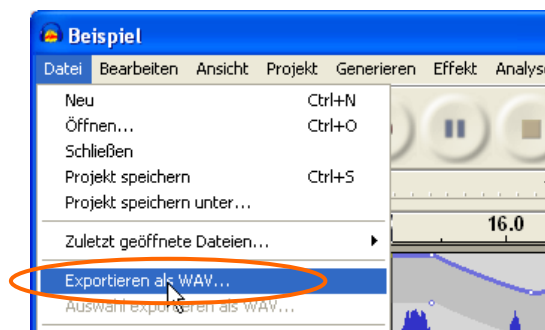 Beispiel
Datei Bearbeiten Ansicht Projekt Generieren Effekt Analys
Neu Ctrl+N
Öffnen... Ctrl+O
Schließen
Projekt speichern Ctrl+S
Projekt speichern unter...
16.0
Zuletzt geöffnete Dateien...
Exportieren als WAV...
Auswahl exportieren als WAV...